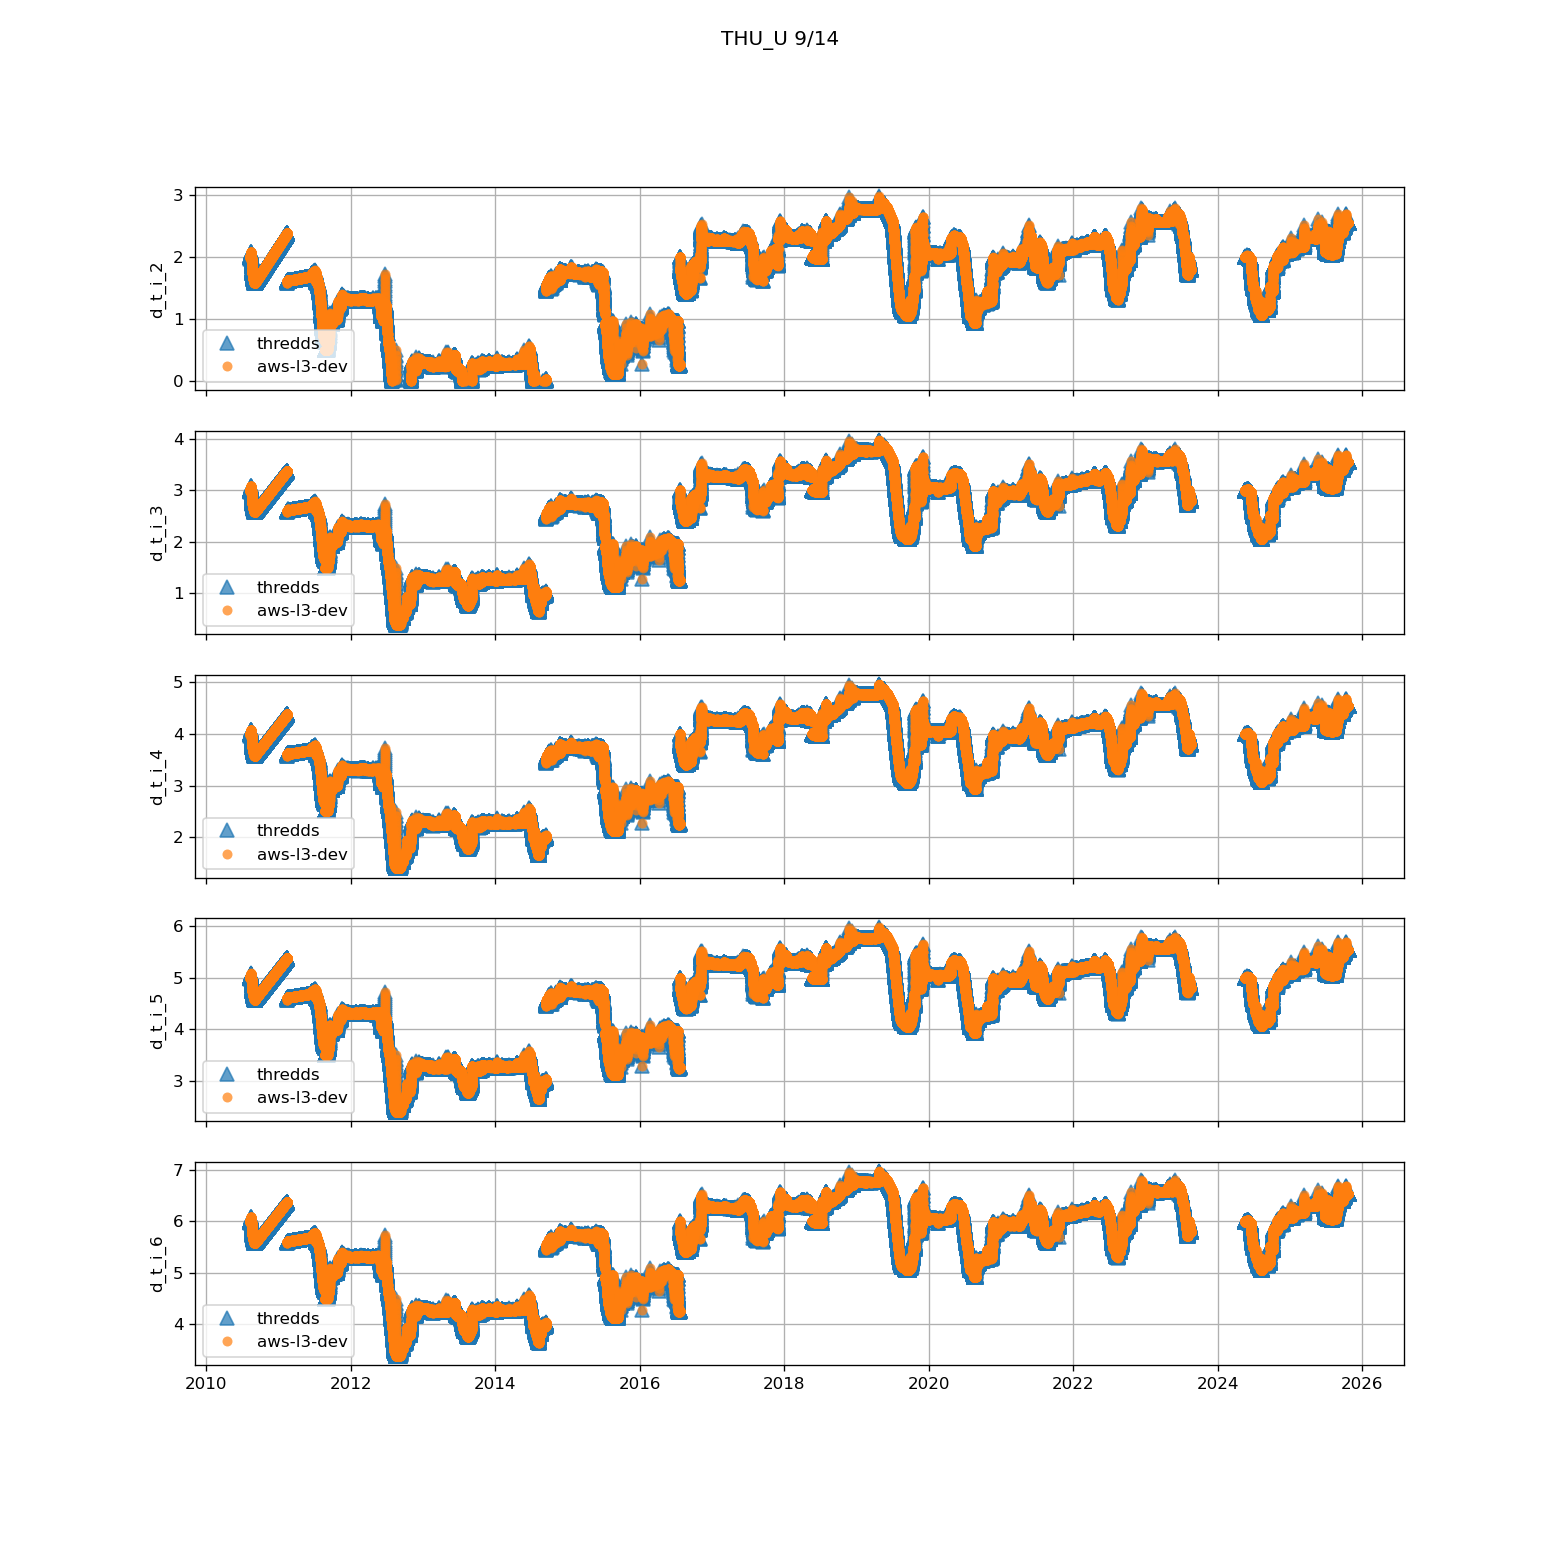 THU_U 9/14
3
2
1
0
d_t_i_2
thredds
aws-l3-dev
4
3
2
1
d_t_i_3
thredds
aws-l3-dev
5
4
3
2
d_t_i_4
thredds
aws-l3-dev
6
5
4
3
d_t_i_5
thredds
aws-l3-dev
7
6
5
4
d_t_i_6
thredds
aws-l3-dev
2010 2012 2014 2016 2018 2020 2022 2024 2026